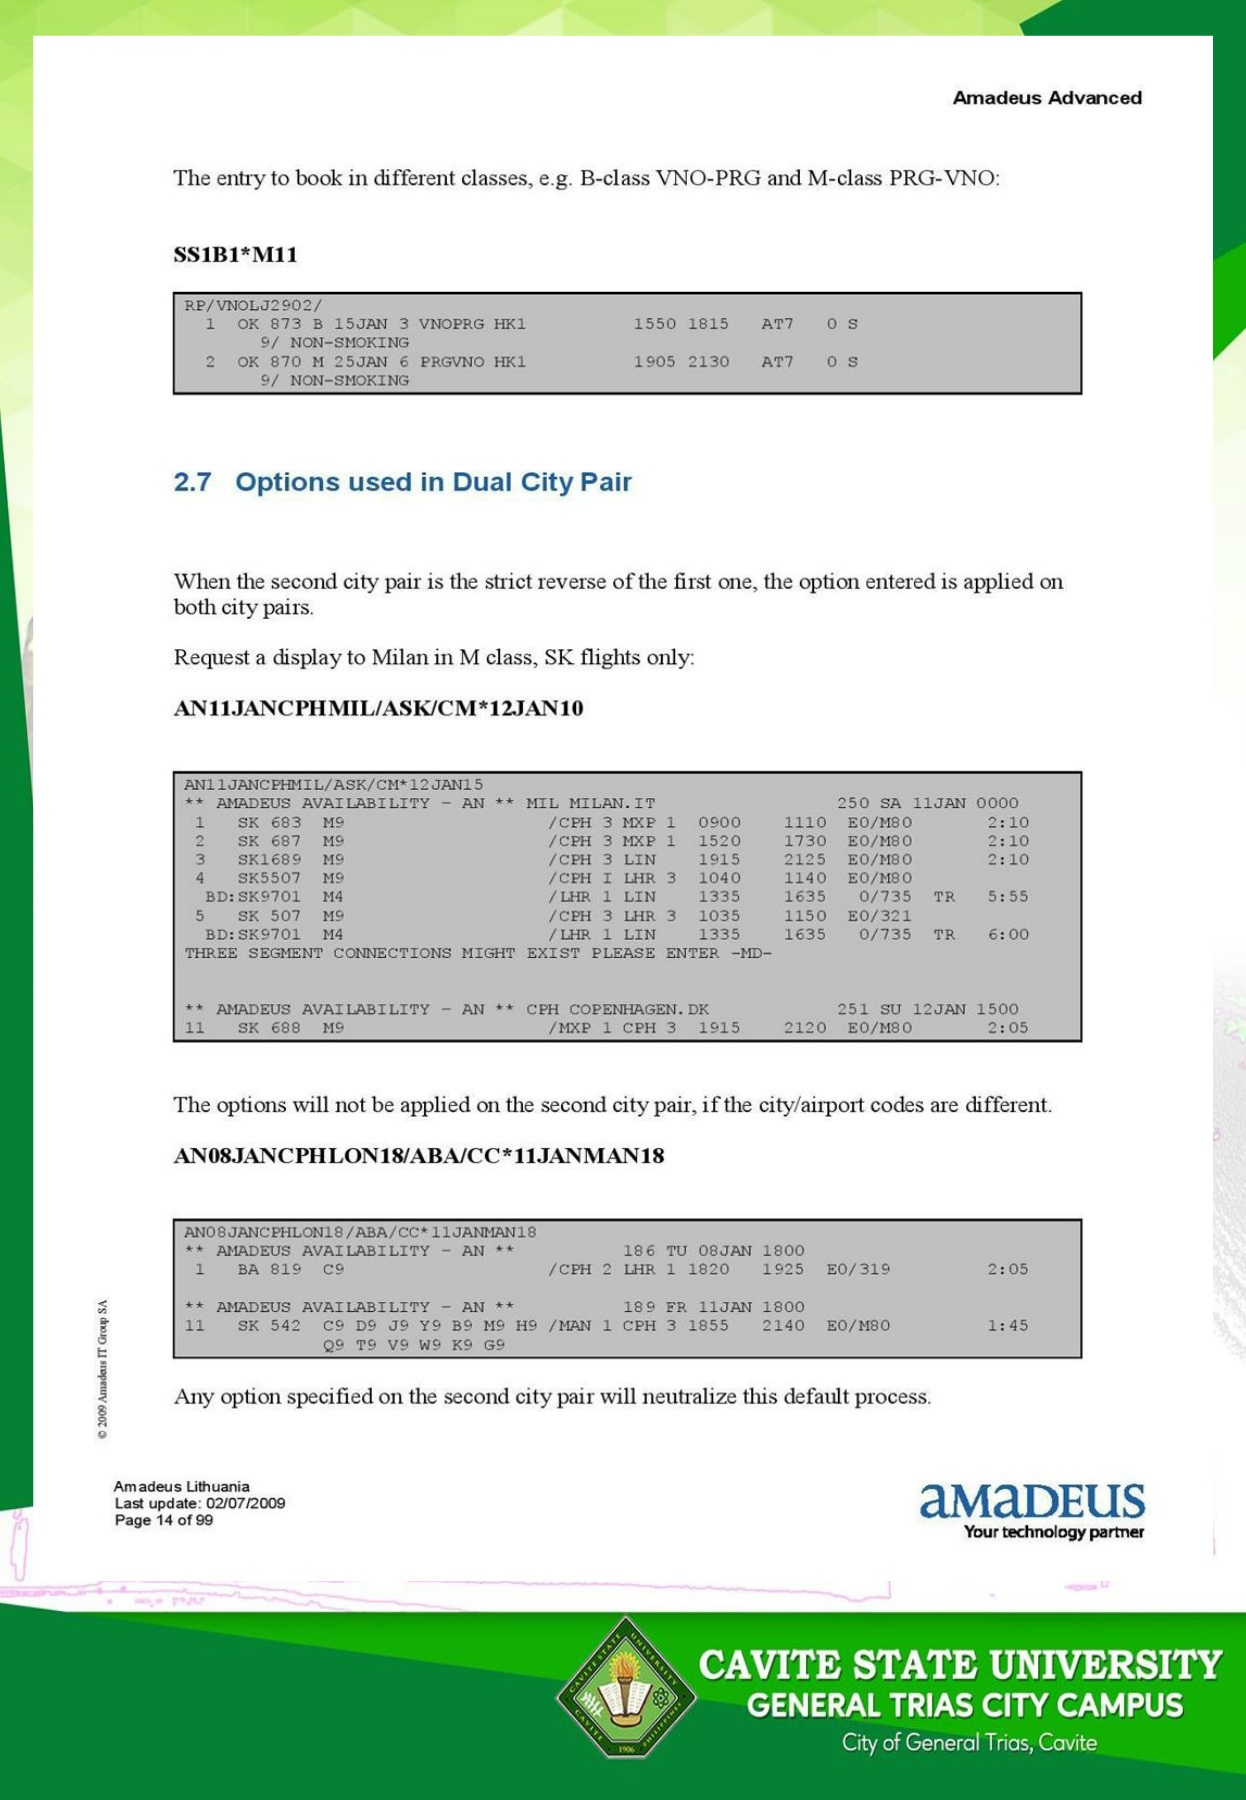 Amadeus Advanced
The entry to book in different classes, e.g. B-class VNO-PRG and M-class PRG-VNO:
SS1B1*M11
RP/VNOLJ2902/
1 OK 873 B 15JAN 3 VNOPRG HK1 1550 1815 AT7 0 S
9/ NON-SMOKING
2 OK 870 M 25JAN 6 PRGVNO HK1 1905 2130 AT7 0 S
9/ NON-SMOKING
2.7 Options used in Dual City Pair
When the second city pair is the strict reverse of the first one, the option entered is applied on
both city pairs.
Request a display to Milan in M class, SK flights only:
AN11JANCPHMIL/ASK/CM*12JAN10
AN11JANCPHMIL/ASK/CM*12JAN15
** AMADEUS AVAILABILITY - AN ** MIL MILAN.IT 250 SA 11JAN 0000
1 SK 683 M9 /CPH 3 MXP 1 0900 1110 E0/M80 2:10
2 SK 687 M9 /CPH 3 MXP 1 1520 1730 E0/M80 2:10
3 SK1689 M9 /CPH 3 LIN 1915 2125 E0/M80 2:10
4 SK5507 M9 /CPH I LHR 3 1040 1140 E0/M80
BD:SK9701 M4 /LHR 1 LIN 1335 1635 0/735 TR 5:55
5 SK 507 M9 /CPH 3 LHR 3 1035 1150 E0/321
BD:SK9701 M4 /LHR 1 LIN 1335 1635 0/735 TR 6:00
THREE SEGMENT CONNECTIONS MIGHT EXIST PLEASE ENTER -MD-
** AMADEUS AVAILABILITY - AN ** CPH COPENHAGEN.DK 251 SU 12JAN 1500
11 SK 688 M9 /MXP 1 CPH 3 1915 2120 E0/M80 2:05
The options will not be applied on the second city pair, if the city/airport codes are different.
AN08JANCPHLON18/ABA/CC*11JANMAN18
AN08JANCPHLON18/ABA/CC*11JANMAN18
** AMADEUS AVAILABILITY - AN ** 186 TU 08JAN 1800
1 BA 819 C9 /CPH 2 LHR 1 1820 1925 E0/319 2:05
** AMADEUS AVAILABILITY - AN ** 189 FR 11JAN 1800
11 SK 542 C9 D9 J9 Y9 B9 M9 H9 /MAN 1 CPH 3 1855 2140 E0/M80 1:45
Q9 T9 V9 W9 K9 G9
Any option specified on the second city pair will neutralize this default process.
© 2009 Amadeus IT Group SA
Amadeus Lithuania
Last update: 02/07/2009
Page 14 of 99
amaDEUS
Your technology partner
CAVITE STATE UNIVERSITY
CAVITE PHILIPPINES
1906
CAVITE STATE UNIVERSITY
GENERAL TRIAS CITY CAMPUS
City of General Trias, Cavite